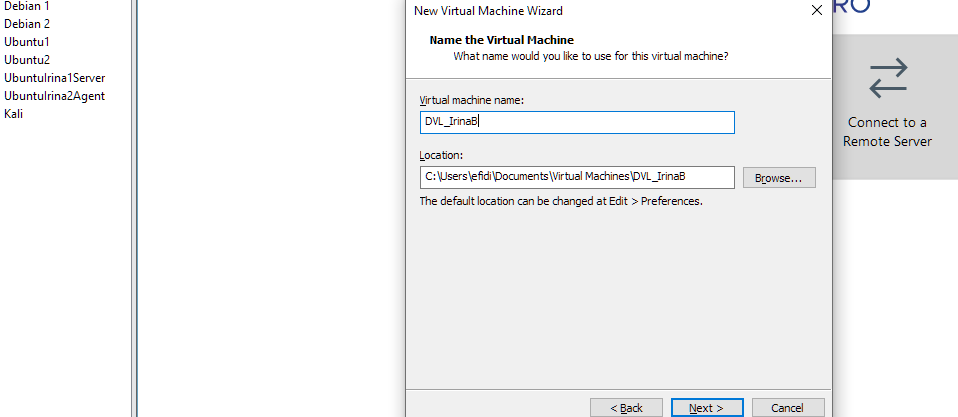 Debian 1
Debian 2
Ubuntu1
Ubuntu2
UbuntuIrina1Server
UbuntuIrina2Agent
Kali
New Virtual Machine Wizard
Name the Virtual Machine
What name would you like to use for this virtual machine?
Virtual machine name:
DVL_IrinaB
Location:
C:\Users\efidi\Documents\Virtual Machines\DVL_IrinaB
Browse...
The default location can be changed at Edit > Preferences.
< Back
Next >
Cancel
RO
Connect to a
Remote Server